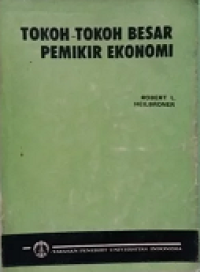 TOKOH-TOKOH BESAR
PEMIKIR EKONOMI
ROBERT L.
HEILBRONER
YAYASAN PENERBIT UNIVERSITAS INDONESIA